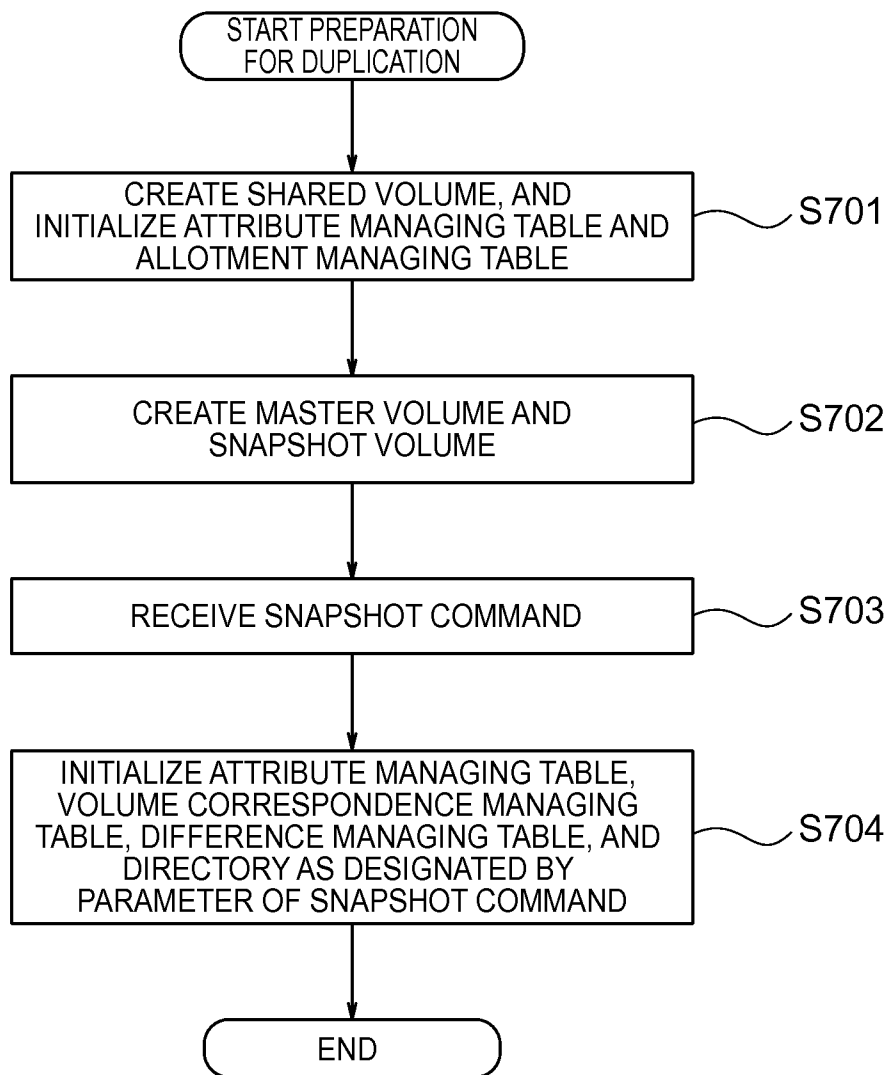 START PREPARATION
FOR DUPLICATION
CREATE SHARED VOLUME, AND
INITIALIZE ATTRIBUTE MANAGING TABLE AND
ALLOTMENT MANAGING TABLE
S701
CREATE MASTER VOLUME AND
SNAPSHOT VOLUME
S702
RECEIVE SNAPSHOT COMMAND
S703
INITIALIZE ATTRIBUTE MANAGING TABLE,
VOLUME CORRESPONDENCE MANAGING
TABLE, DIFFERENCE MANAGING TABLE, AND
DIRECTORY AS DESIGNATED BY
PARAMETER OF SNAPSHOT COMMAND
S704
END